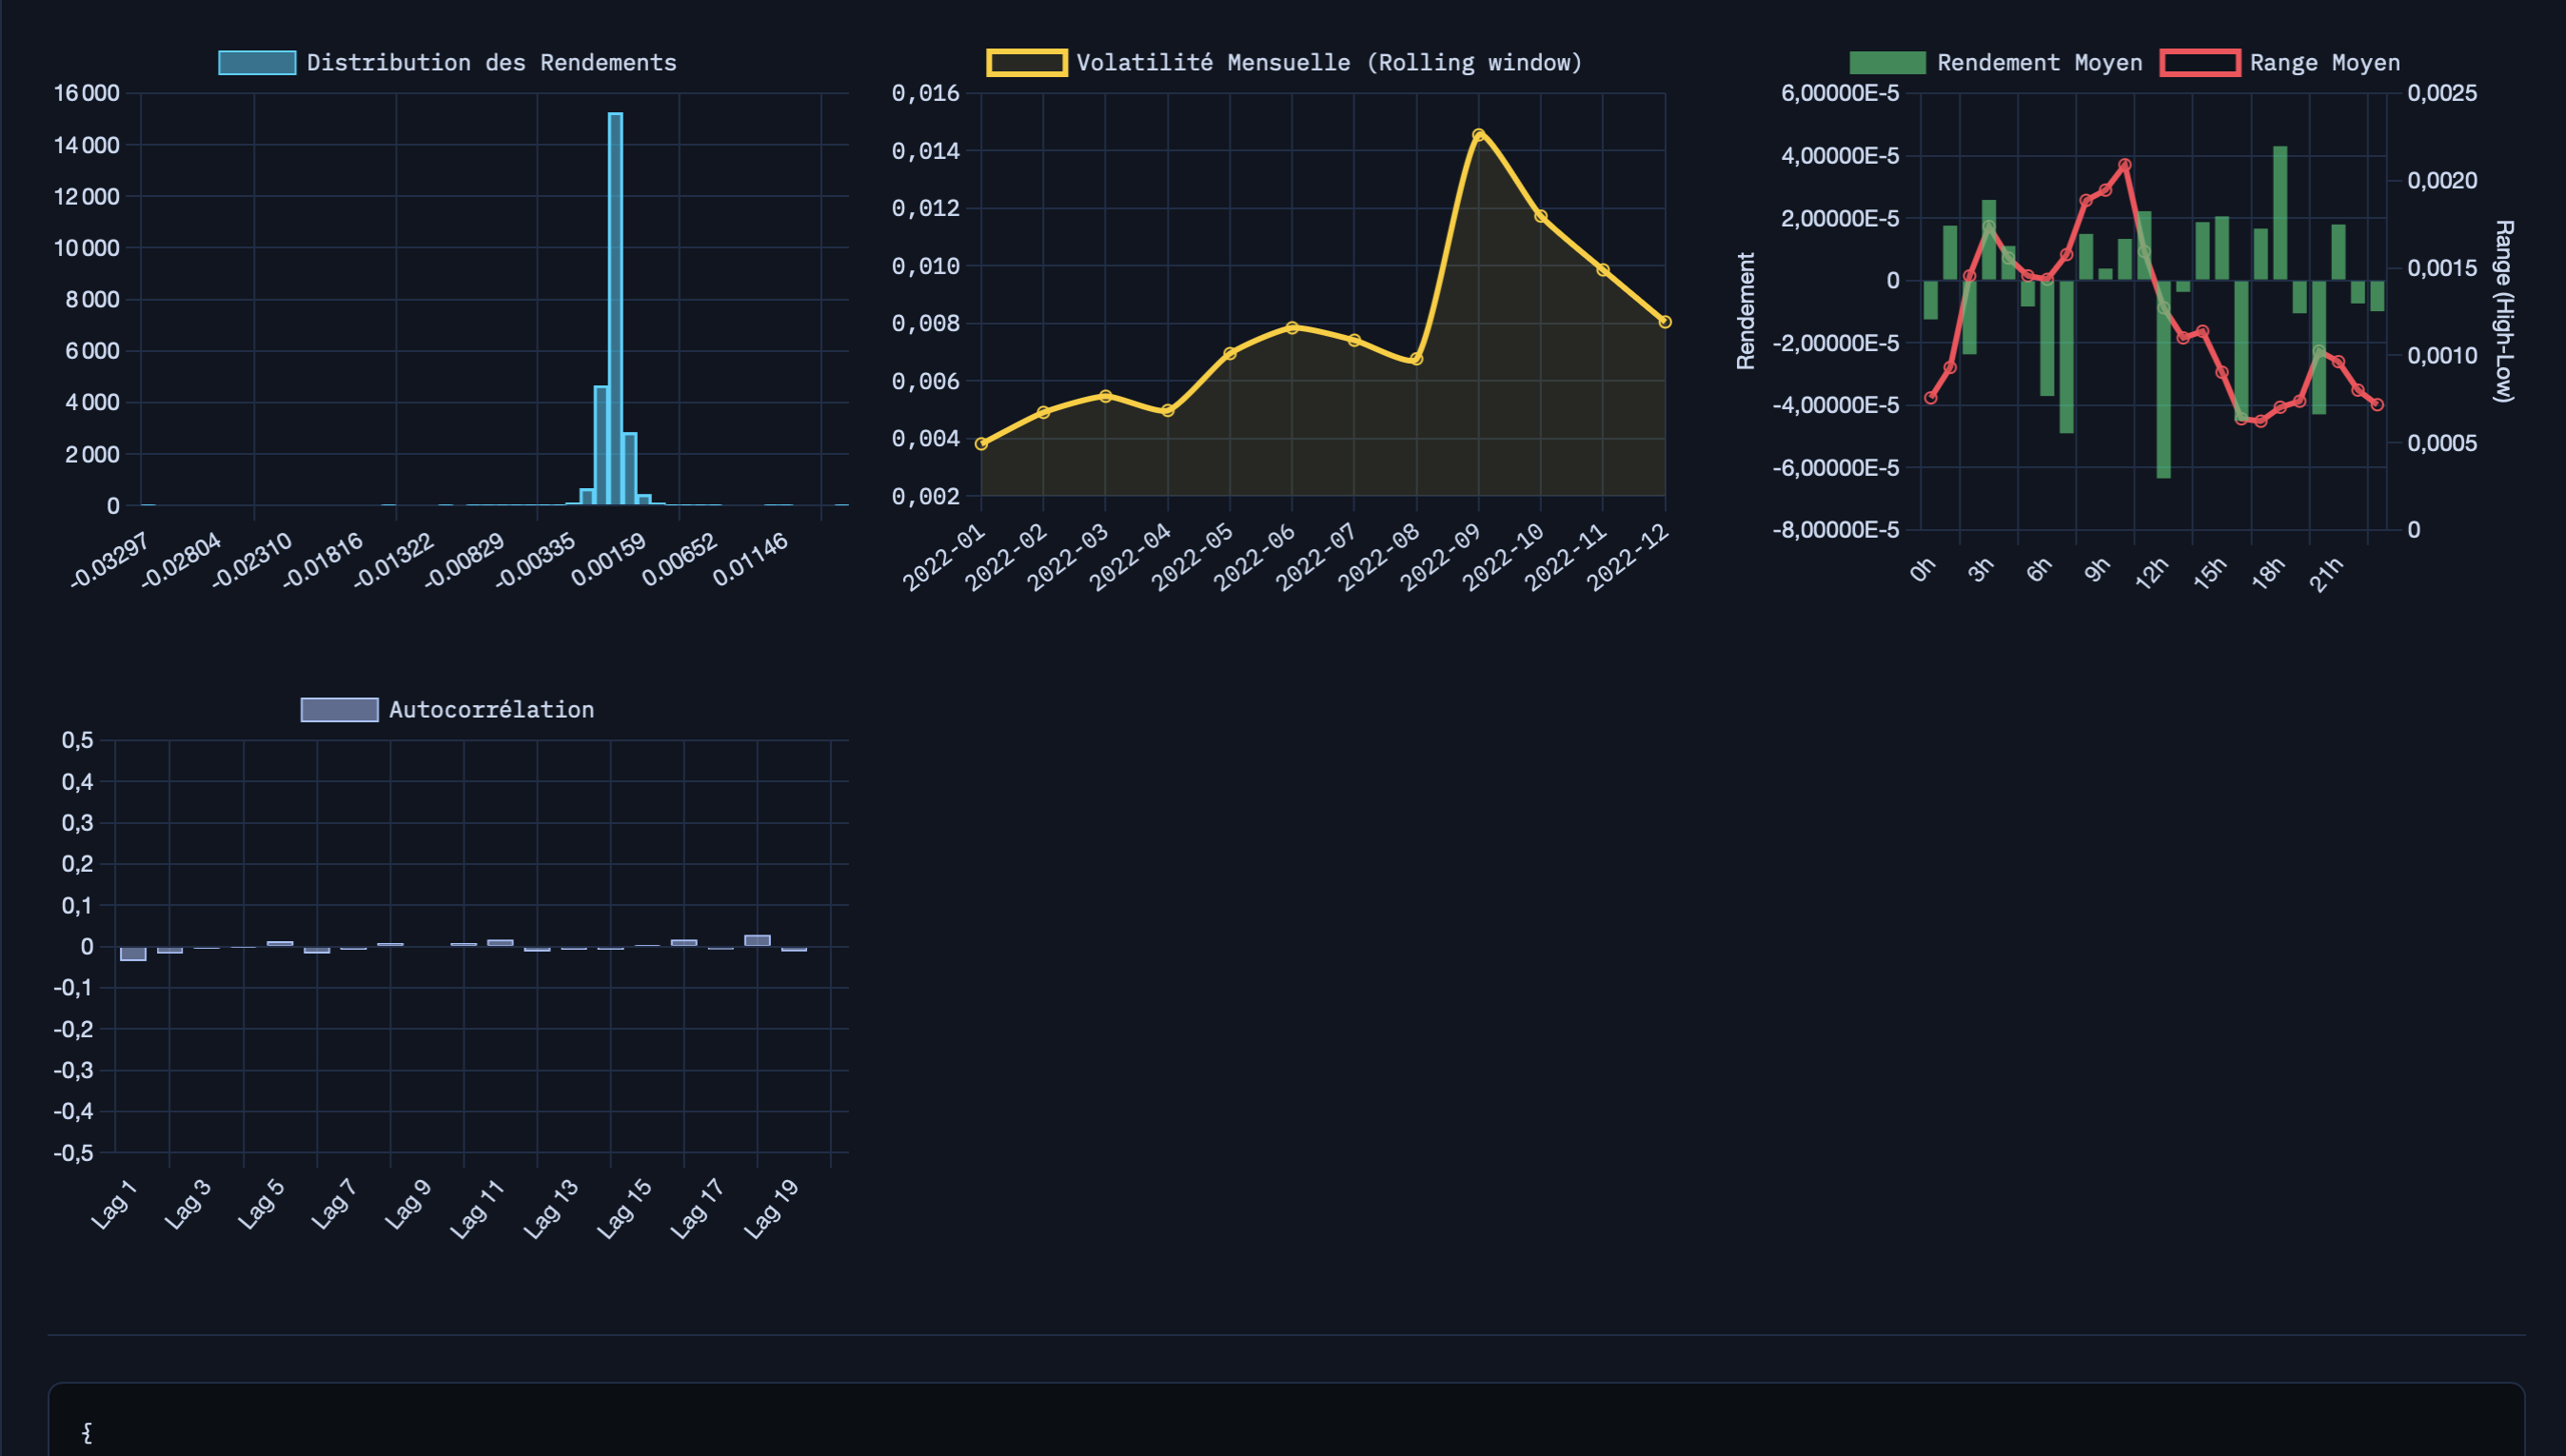 Distribution des Rendements
16 000
14 000
12 000
10 000
8 000
6 000
4 000
2 000
0
-0.03297
-0.02804
-0.02310
-0.01816
-0.01322
-0.00829
-0.00335
0.00159
0.00652
0.01146
Volatilité Mensuelle (Rolling window)
0,016
0,014
0,012
0,010
0,008
0,006
0,004
0,002
2022-01
2022-02
2022-03
2022-04
2022-05
2022-06
2022-07
2022-08
2022-09
2022-10
2022-11
2022-12
Rendement Moyen
Range Moyen
Rendement
6,00000E-5
4,00000E-5
2,00000E-5
0
-2,00000E-5
-4,00000E-5
-6,00000E-5
-8,00000E-5
0,0025
0,0020
0,0015
0,0010
0,0005
0
Range (High-Low)
0h
3h
6h
9h
12h
15h
18h
21h
Autocorrélation
0,5
0,4
0,3
0,2
0,1
0
-0,1
-0,2
-0,3
-0,4
-0,5
Lag 1
Lag 3
Lag 5
Lag 7
Lag 9
Lag 11
Lag 13
Lag 15
Lag 17
Lag 19
{